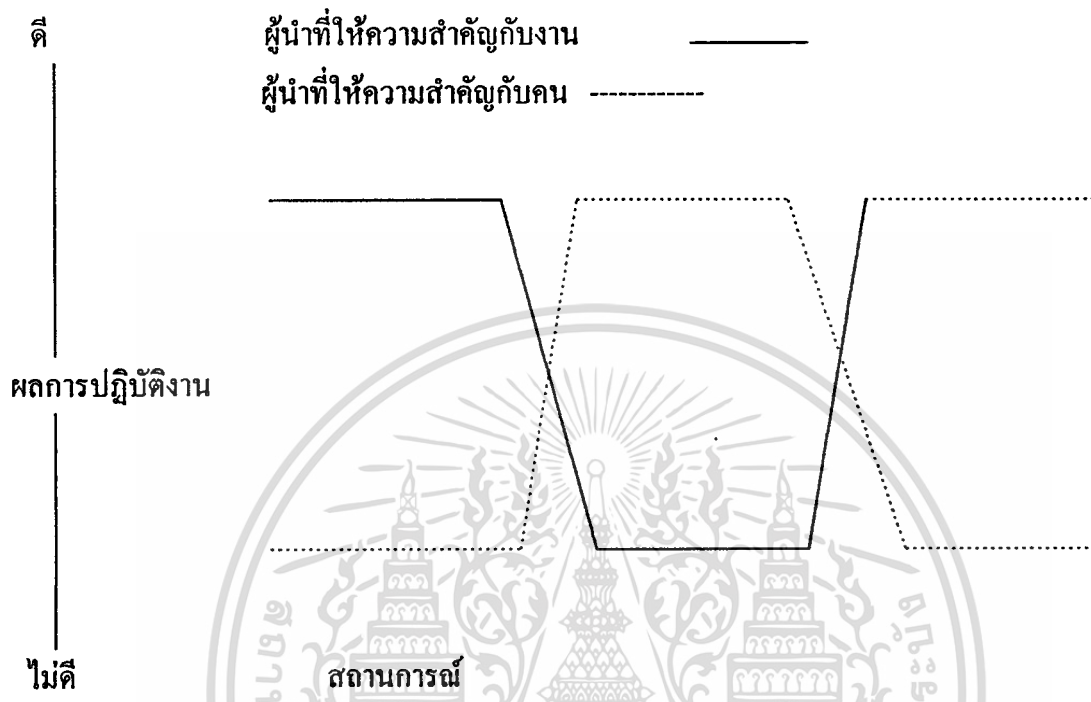 ดี ผู้นำที่ให้ความสำคัญกับงาน
ผู้นำที่ให้ความสำคัญกับคน
ผลการปฏิบัติงาน
ไม่ดี สถานการณ์